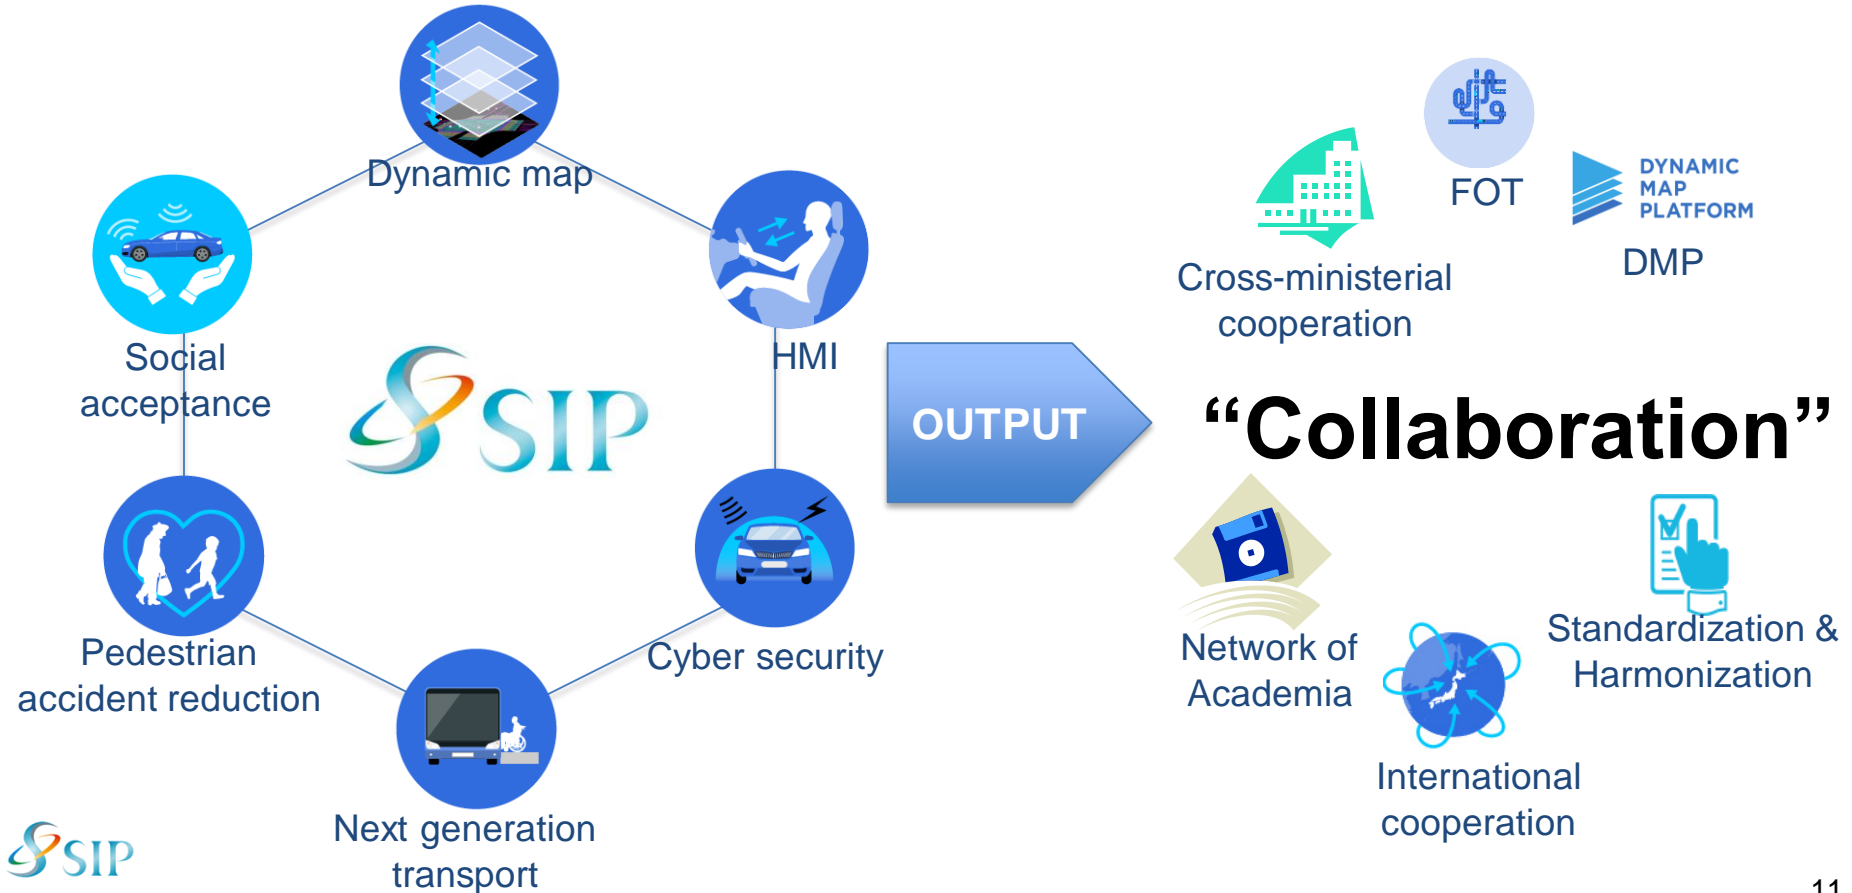 Dynamic map
Social
acceptance
HMI
SIP
Pedestrian
accident reduction
Cyber security
Next generation
transport
OUTPUT
FOT
DYNAMIC
MAP
PLATFORM
DMP
Cross-ministerial
cooperation
“Collaboration”
Network of
Academia
Standardization &
Harmonization
International
cooperation
SIP
11